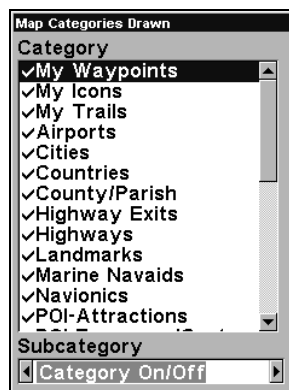 Map Categories Drawn
Category
✓My Waypoints
✓My Icons
✓My Trails
✓Airports
✓Cities
✓Countries
✓County/Parish
✓Highway Exits
✓Highways
✓Landmarks
✓Marine Navaids
✓Navionics
✓POI-Attractions
Subcategory
Category On/Off